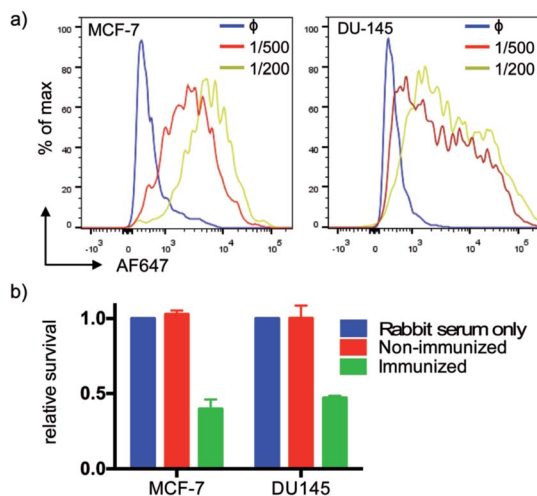 a)
MCF-7
ϕ
1/500
1/200
DU-145
ϕ
1/500
1/200
% of max
100
80
60
40
20
0
100
80
60
40
20
0
-10³ 0 10³ 10⁴ 10⁵
-10³ 0 10³ 10⁴ 10⁵
AF647
b)
relative survival
1.0
0.5
0.0
Rabbit serum only
Non-immunized
Immunized
MCF-7 DU145